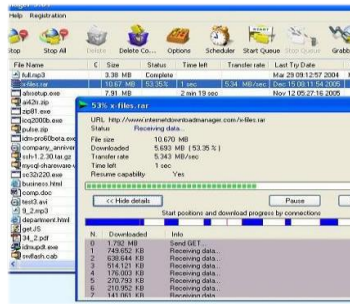 Help Registration
Stop All
Delete
Delete Co...
Options
Scheduler
Start Queue
Stop Queue
Grabb
File Name
Size
Status
Time left
Transfer rate
Last Try Date
full.mp3 3.38 MB Complete Mar 29 09:12:57 2004
x-files.rar 10.67 MB 53.35% 1 sec 5.34 MB/sec Dec 15 08:11:54 2005
afxsetup.exe 7.91 MB 2 min 19 sec Nov 12 05:27:16 2005
zip81.exe
icq2000b.exe
pulse.zip
idm-pro60beta.exe
company_anniver
ssh-1.2.30.tar.gz
mysql-shareware-
sc32r220.exe
business.html
comp.doc
test3.avi
9_2.mp3
department.html
getJS
34_2.pdf
idmupdt.exe
swflash.cab
53% x-files.rar
URL http://www.internetdownloadmanager.com/x-files.rar
Status Receiving data...
File size 10.670 MB
Downloaded 5.693 MB ( 53.35 % )
Transfer rate 5.343 MB/sec
Time left 1 sec
Resume capability Yes
<< Hide details
Pause
Start positions and download progress by connections
N. Downloaded Info
0 1.792 MB Send GET...
1 749.652 KB Receiving data...
2 638.644 KB Receiving data...
3 514.121 KB Receiving data...
4 176.003 KB Receiving data...
5 270.793 KB Receiving data...
6 210.952 KB Receiving data...
7 141.061 KB Receiving data...